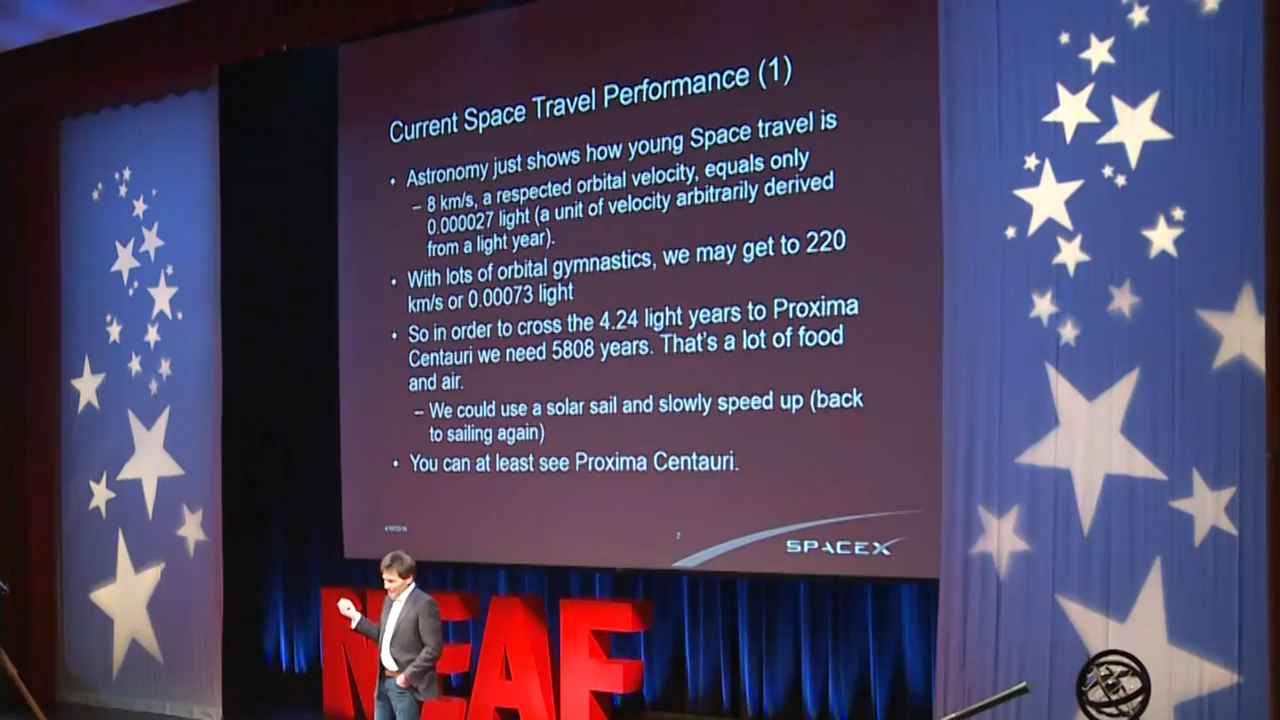 Current Space Travel Performance (1)
• Astronomy just shows how young Space travel is
– 8 km/s, a respected orbital velocity, equals only
0.000027 light (a unit of velocity arbitrarily derived
from a light year).
• With lots of orbital gymnastics, we may get to 220
km/s or 0.00073 light
• So in order to cross the 4.24 light years to Proxima
Centauri we need 5808 years. That's a lot of food
and air.
– We could use a solar sail and slowly speed up (back
to sailing again)
• You can at least see Proxima Centauri.
2
SPACEX
NEAF